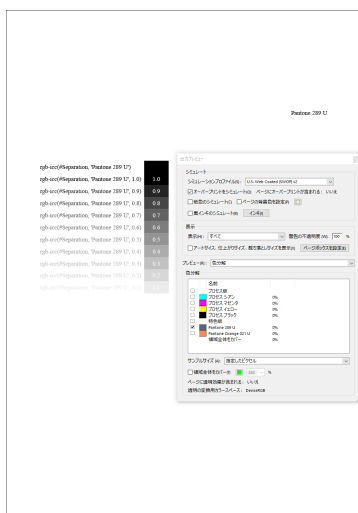 Pantone 289 U
rgb-icc(#Separation, 'Pantone 289 U')
rgb-icc(#Separation, 'Pantone 289 U', 1.0) 1.0
rgb-icc(#Separation, 'Pantone 289 U', 0.9) 0.9
rgb-icc(#Separation, 'Pantone 289 U', 0.8) 0.8
rgb-icc(#Separation, 'Pantone 289 U', 0.7) 0.7
rgb-icc(#Separation, 'Pantone 289 U', 0.6) 0.6
rgb-icc(#Separation, 'Pantone 289 U', 0.5) 0.5
rgb-icc(#Separation, 'Pantone 289 U', 0.4) 0.4
rgb-icc(#Separation, 'Pantone 289 U', 0.3) 0.3
出力プレビュー
シミュレート
シミュレーションプロファイル(S): U.S. Web Coated (SWOP) v2
オーバープリントをシミュレート(O) ページにオーバープリントが含まれる: いいえ
紙色のシミュレート(L) ページの背景色を設定(P)
黒インキのシミュレート(B) インキ(I)
表示
表示(H): すべて 警告の不透明度(W): 100 %
アートサイズ、仕上がりサイズ、裁ち落としサイズを表示(X) ページボックスを設定(B)
プレビュー(R): 色分解
色分解
名前
プロセス版
プロセス シアン 0%
プロセス マゼンタ 0%
プロセス イエロー 0%
プロセス ブラック 0%
特色版
Pantone 289 U 0%
Pantone Orange 021 U 0%
領域全体をカバー 0%
サンプルサイズ(A): 指定したピクセル
領域全体をカバー(E) 280 %
ページに透明効果が含まれる: いいえ
透明の変換用カラースペース: DeviceRGB